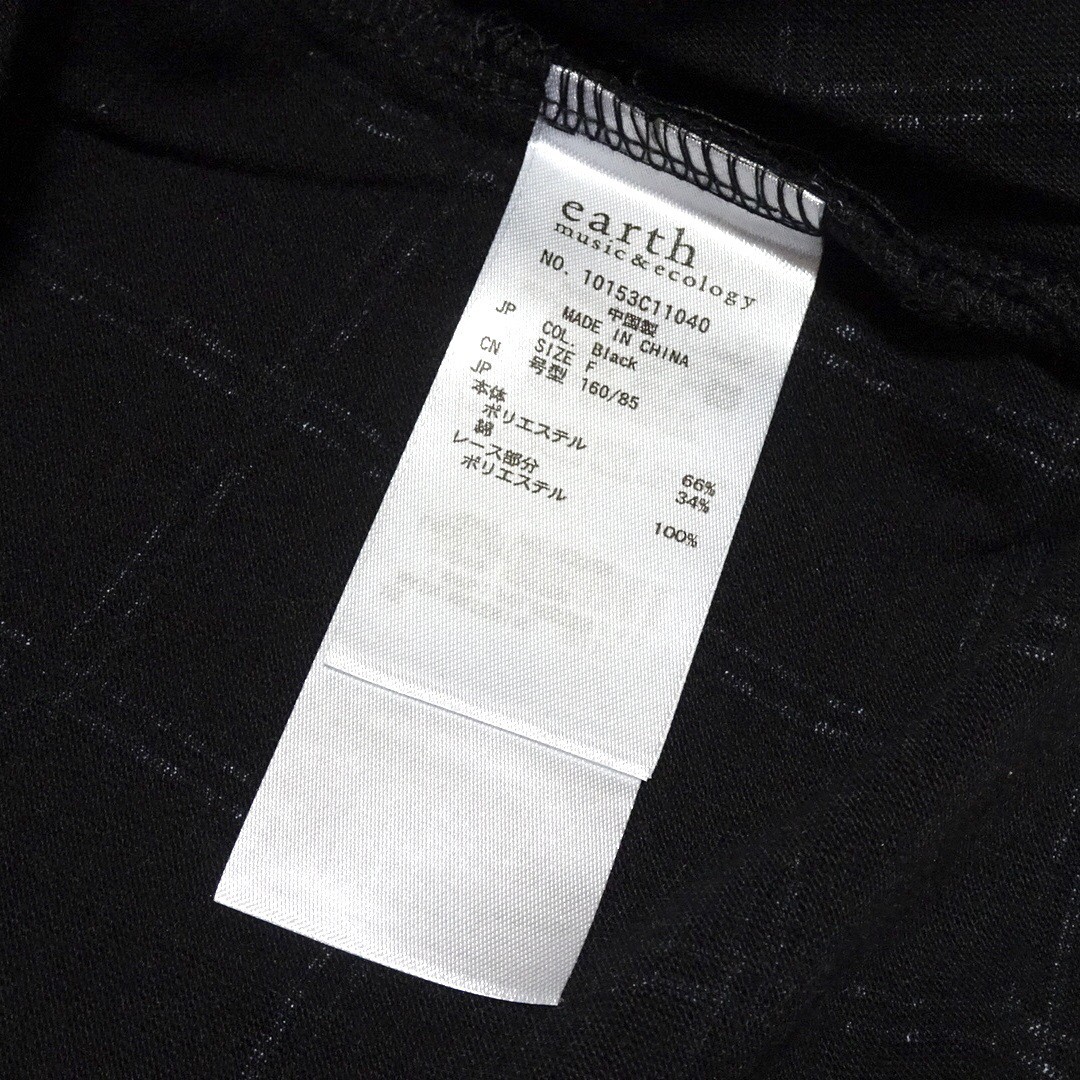 earth
music&ecology
NO. 10153C11040
中国製
MADE IN CHINA
JP COL Black
SIZE F
CN 号型 160/85
JP
本体
ポリエステル 66%
綿 34%
レース部分
ポリエステル 100%